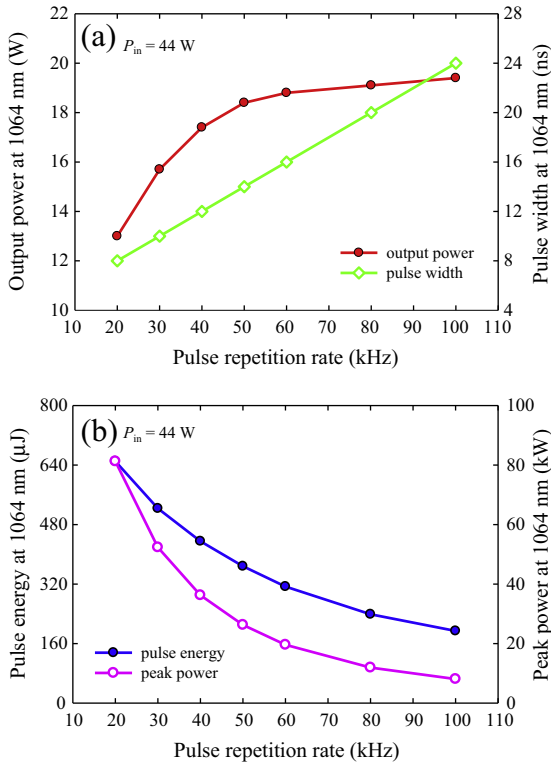 22
28
(a)
P_in = 44 W
20
24
18
20
16
16
14
12
12
8
10
4
Output power at 1064 nm (W)
Pulse width at 1064 nm (ns)
output power
pulse width
10 20 30 40 50 60 70 80 90 100 110
Pulse repetition rate (kHz)
800
100
(b)
P_in = 44 W
640
80
480
60
320
40
160
20
0
0
Pulse energy at 1064 nm (μJ)
Peak power at 1064 nm (kW)
pulse energy
peak power
10 20 30 40 50 60 70 80 90 100 110
Pulse repetition rate (kHz)